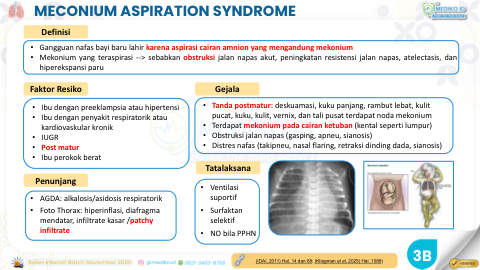 MECONIUM ASPIRATION SYNDROME
MEDIKO.ID
Definisi
• Gangguan nafas bayi baru lahir karena aspirasi cairan amnion yang mengandung mekonium
• Mekonium yang teraspirasi --> sebabkan obstruksi jalan napas akut, peningkatan resistensi jalan napas, atelectasis, dan
hiperekspansi paru
Faktor Resiko
• Ibu dengan preeklampsia atau hipertensi
• Ibu dengan penyakit respiratorik atau
kardiovaskular kronik
• IUGR
• Post matur
• Ibu perokok berat
Gejala
• Tanda postmatur: deskuamasi, kuku panjang, rambut lebat, kulit
pucat, kuku, kulit, vernix, dan tali pusat terdapat noda mekonium
• Terdapat mekonium pada cairan ketuban (kental seperti lumpur)
• Obstruksi jalan napas (gasping, apneu, sianosis)
• Distres nafas (takipneu, nasal flaring, retraksi dinding dada, sianosis)
Penunjang
• AGDA: alkalosis/asidosis respiratorik
• Foto Thorax: hiperinflasi, diafragma
mendatar, infiltrate kasar /patchy
infiltrate
Tatalaksana
• Ventilasi
suportif
• Surfaktan
selektif
• NO bila PPHN
3B